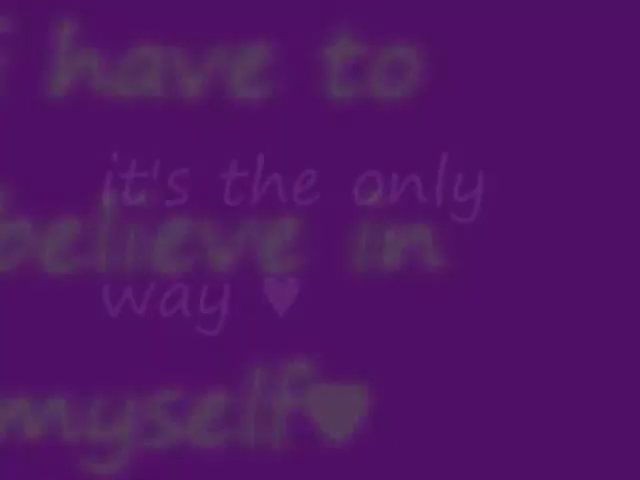 i have to
it's the only
believe in
way ♥
myself♥